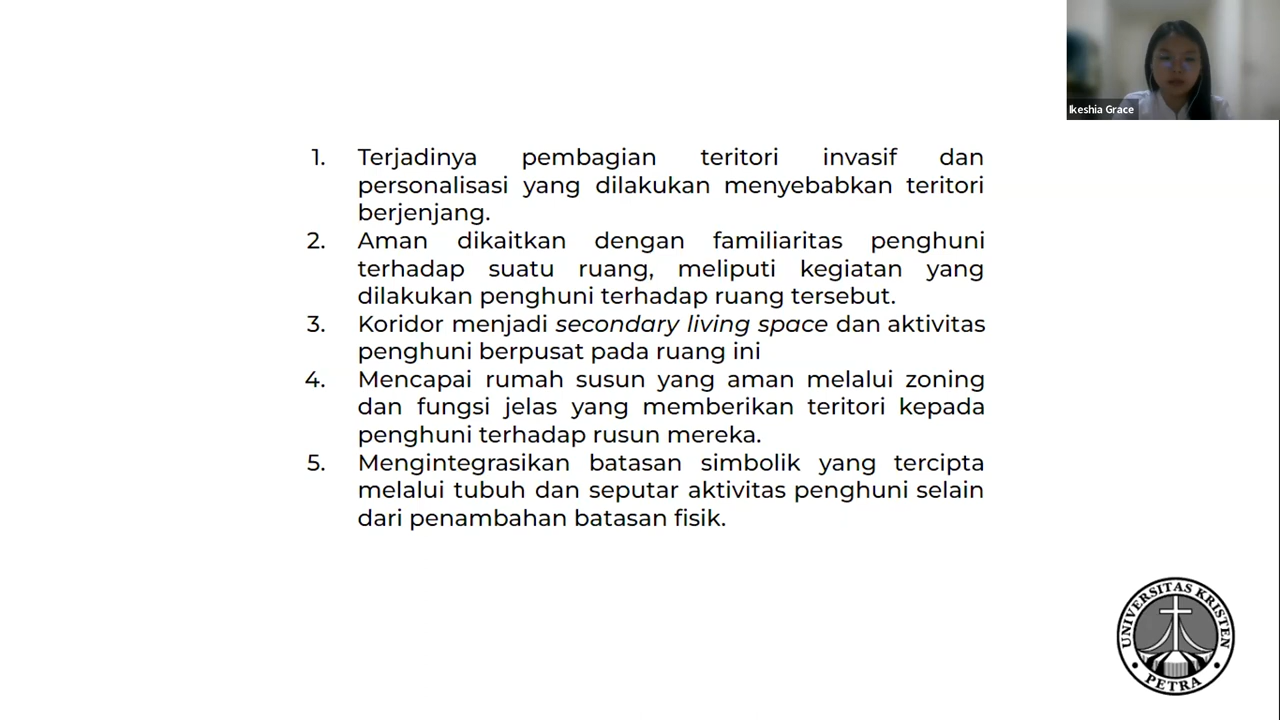 Ikeshia Grace
1. Terjadinya pembagian teritori invasif dan
personalisasi yang dilakukan menyebabkan teritori
berjenjang.
2. Aman dikaitkan dengan familiaritas penghuni
terhadap suatu ruang, meliputi kegiatan yang
dilakukan penghuni terhadap ruang tersebut.
3. Koridor menjadi secondary living space dan aktivitas
penghuni berpusat pada ruang ini
4. Mencapai rumah susun yang aman melalui zoning
dan fungsi jelas yang memberikan teritori kepada
penghuni terhadap rusun mereka.
5. Mengintegrasikan batasan simbolik yang tercipta
melalui tubuh dan seputar aktivitas penghuni selain
dari penambahan batasan fisik.
UNIVERSITAS KRISTEN
PETRA